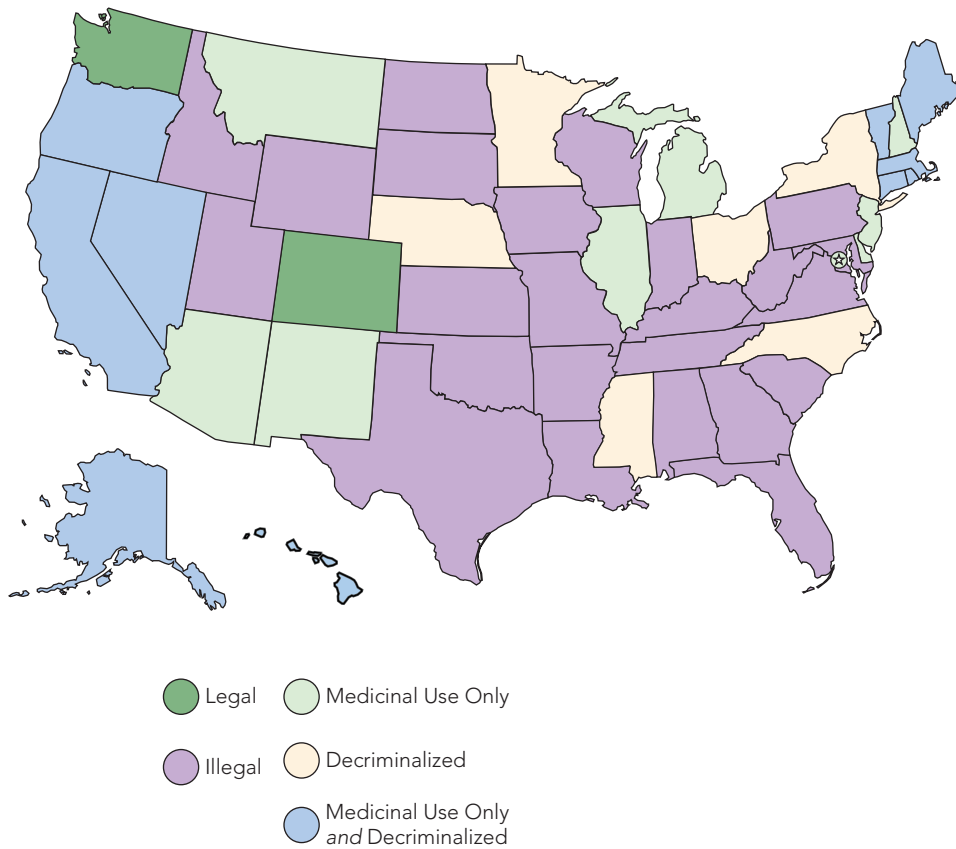 Legal
Medicinal Use Only
Illegal
Decriminalized
Medicinal Use Only
and Decriminalized